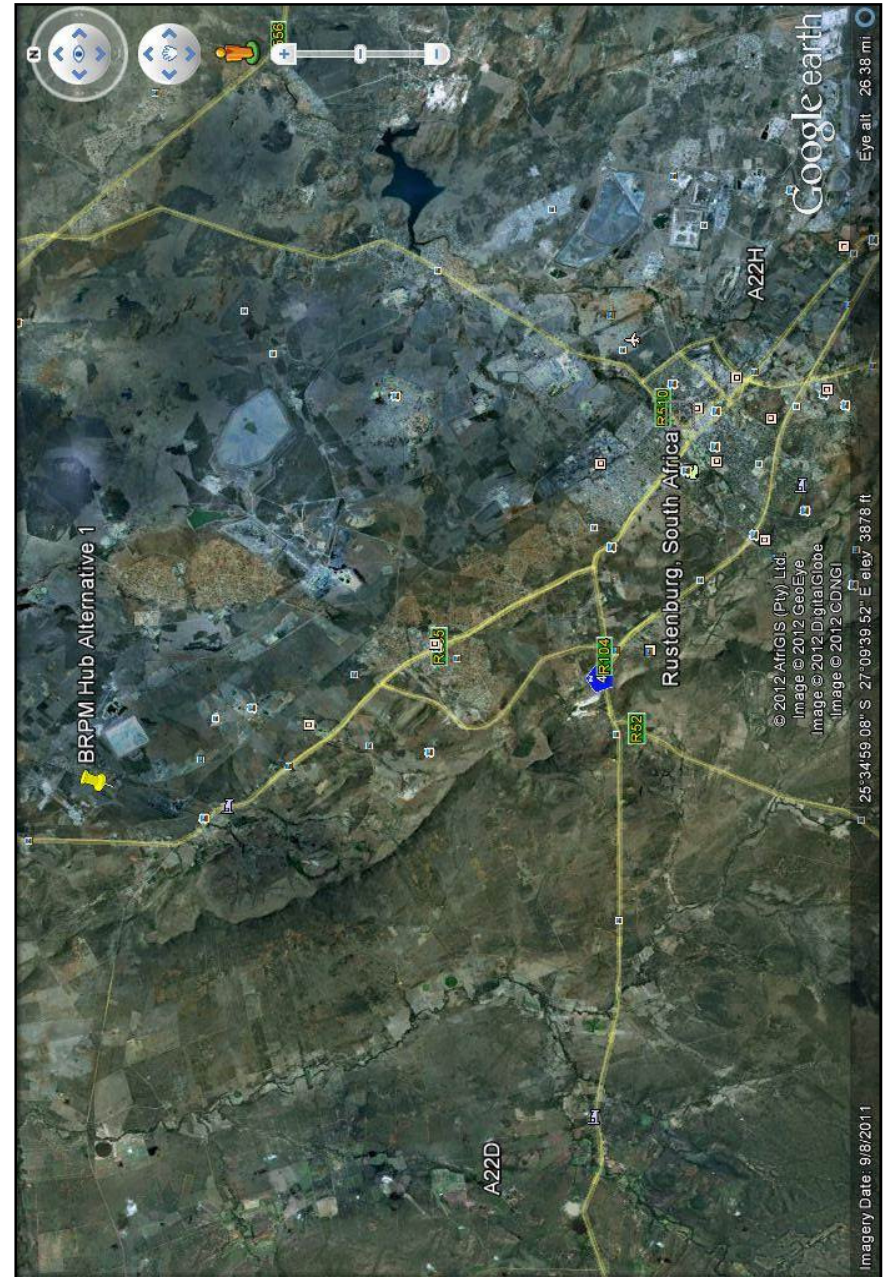 N
BRPM Hub Alternative 1
A22D
R104
R52
R510
Rustenburg, South Africa
A22H
© 2012 AfriGIS (Pty) Ltd.
Image © 2012 GeoEye
Image © 2012 DigitalGlobe
Image © 2012 CDNGI
Google earth
Imagery Date: 9/8/2011 25°34'59.08" S 27°09'39.52" E elev 3878 ft Eye alt 26.38 mi